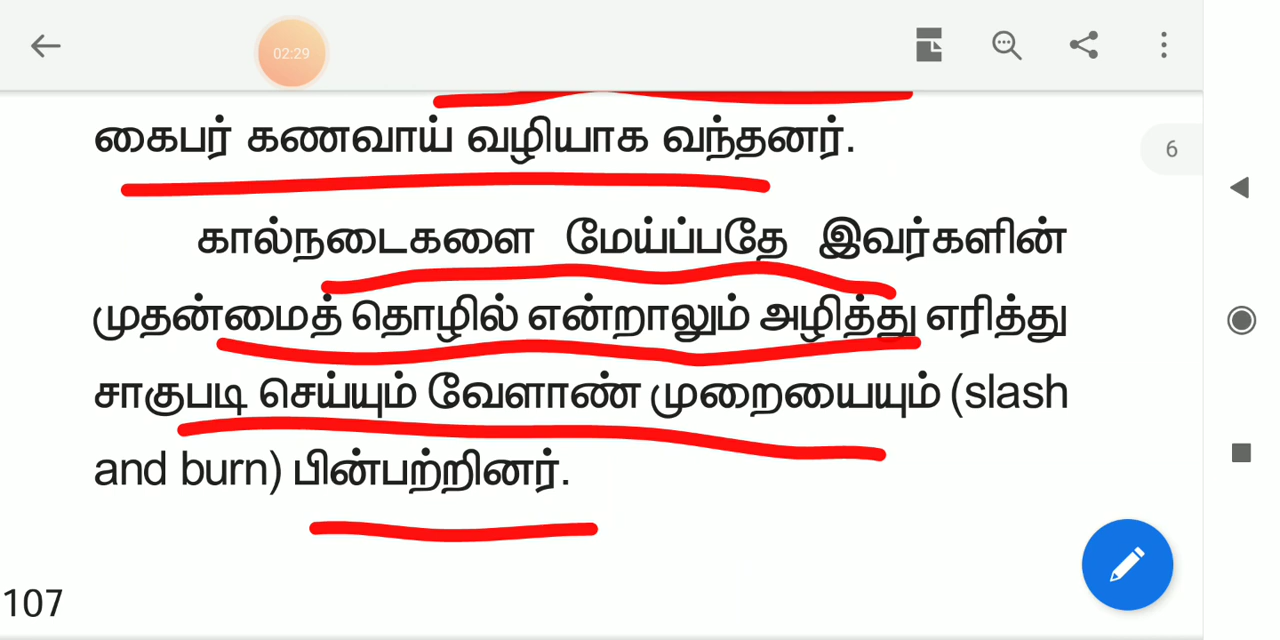 02:29
கைபர் கணவாய் வழியாக வந்தனர்.
6
கால்நடைகளை மேய்ப்பதே இவர்களின்
முதன்மைத் தொழில் என்றாலும் அழித்து எரித்து
சாகுபடி செய்யும் வேளாண் முறையையும் (slash
and burn) பின்பற்றினர்.
107